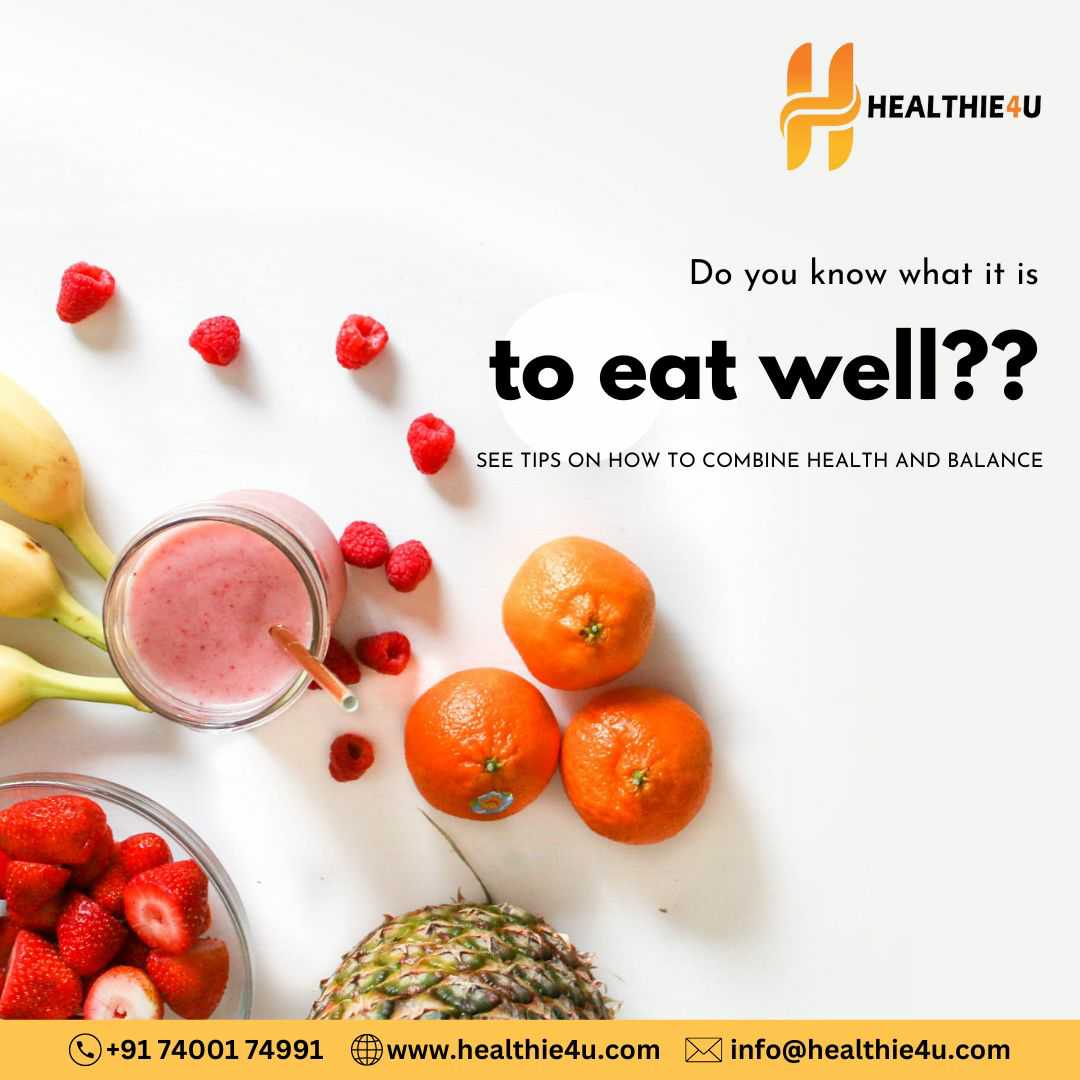 HEALTHIE4U
Do you know what it is
to eat well??
SEE TIPS ON HOW TO COMBINE HEALTH AND BALANCE
+91 74001 74991 www.healthie4u.com info@healthie4u.com